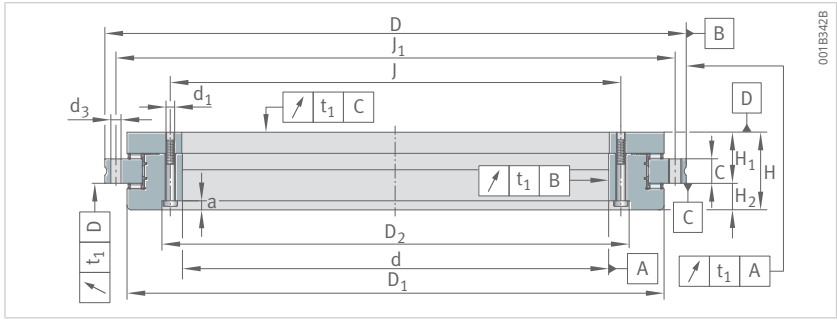 D
B
001B342B
J₁
J
d₃
d₁
t₁ C
D
t₁ B
C
H₁
H
H₂
a
C
D₂
t₁ D
d
A
t₁ A
D₁